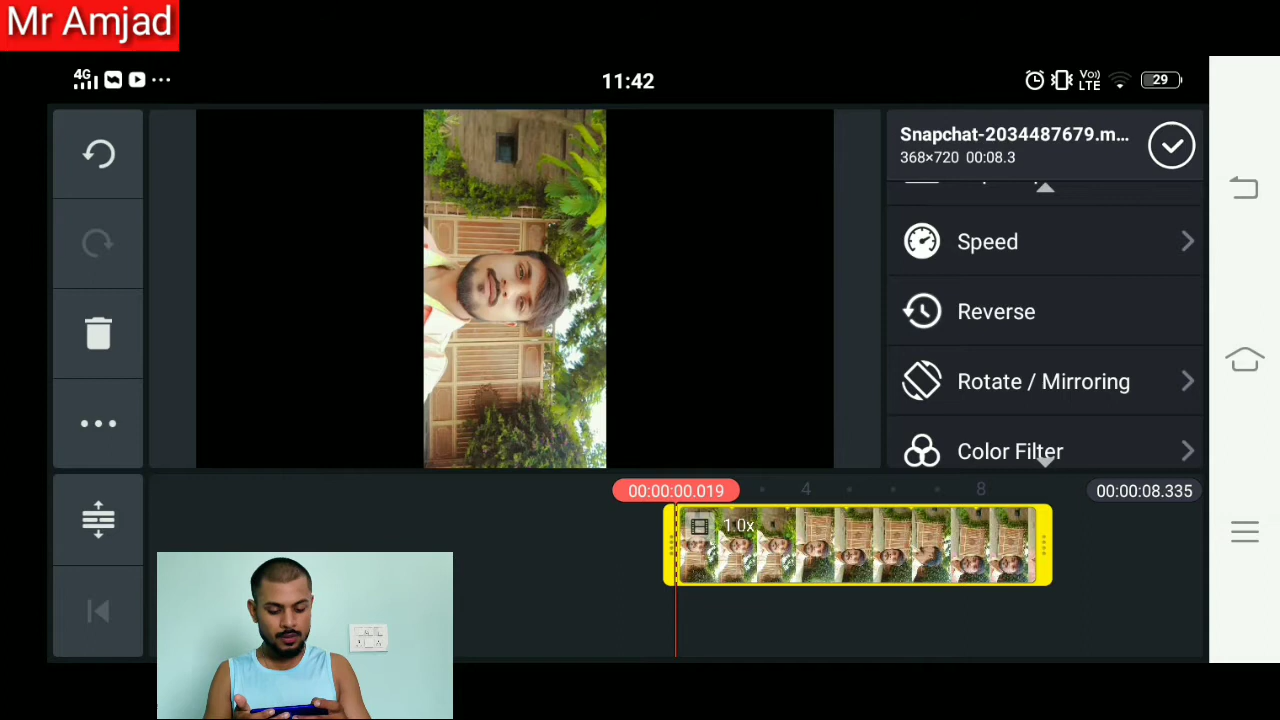 Mr Amjad
4G
11:42
Vo)
LTE
29
Snapchat-2034487679.m...
368×720 00:08.3
Speed
Reverse
Rotate / Mirroring
Color Filter
00:00:00.019
4
8
00:00:08.335
1.0x